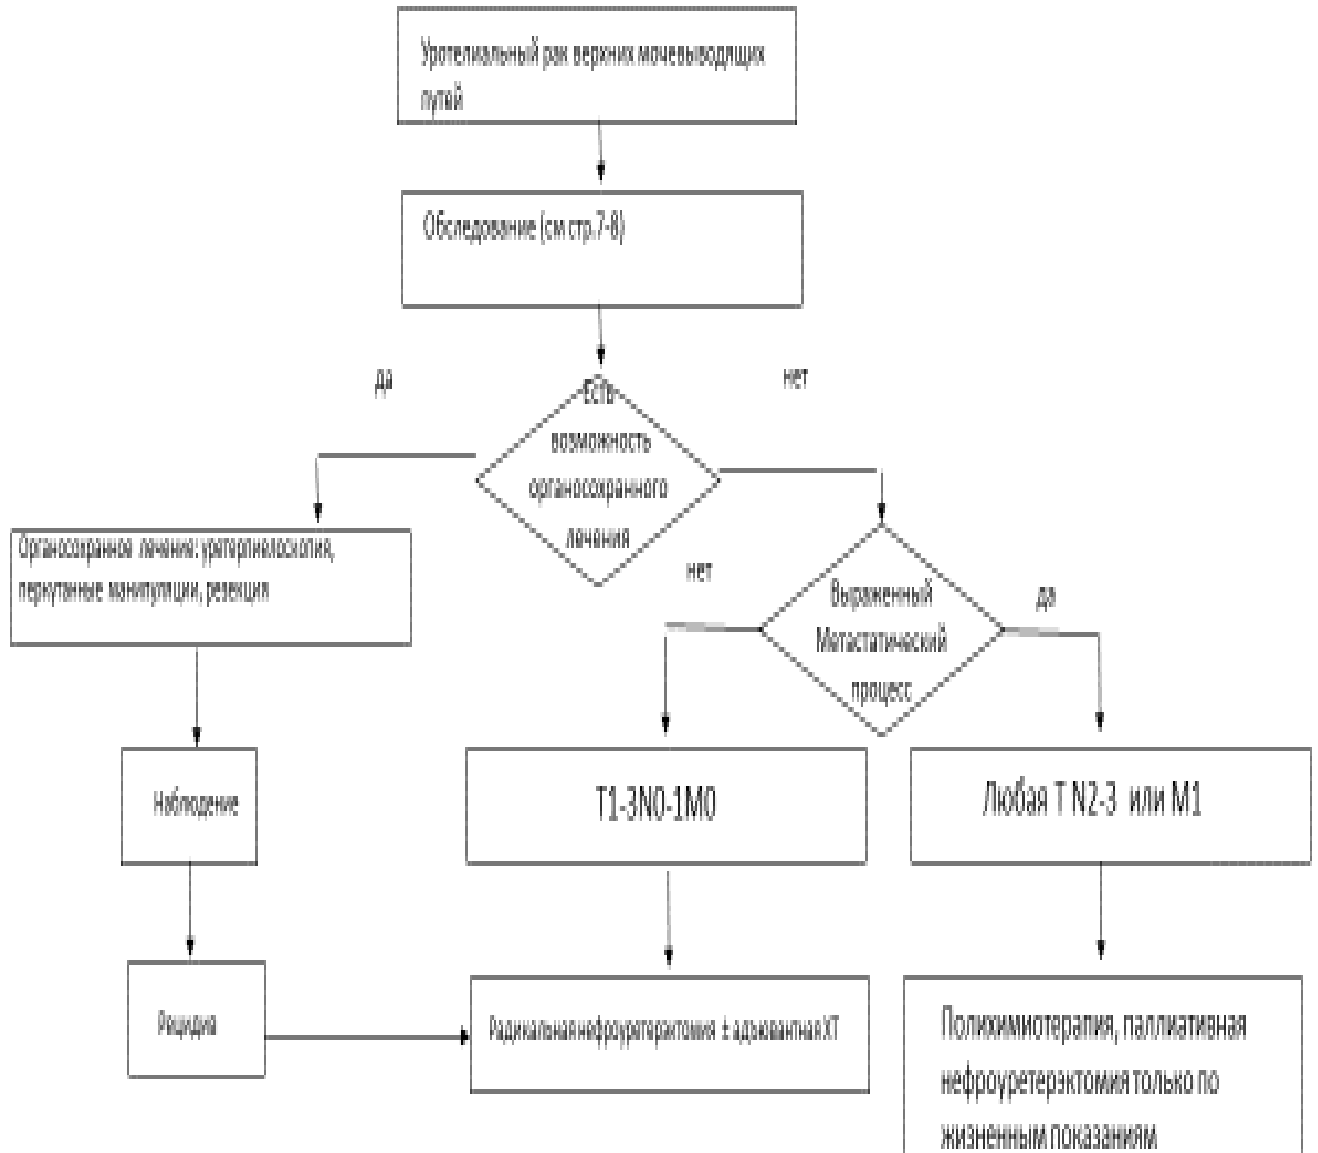 Уротелиальный рак верхних мочевыводящих
путей
Обследование (см стр.7-8)
да
нет
Есть
возможность
органосохранного
лечения
Органосохранное лечение: уретерпиелоскопия,
перкутанные манипуляции, резекция
нет
Выраженный
Метастатический
процесс
да
Наблюдение
T1-3N0-1M0
Любая T N2-3 или M1
Рецидив
Радикальная нефроуретерэктомия ± адъювантная ХТ
Полихимиотерапия, паллиативная
нефроуретерэктомия только по
жизненным показаниям